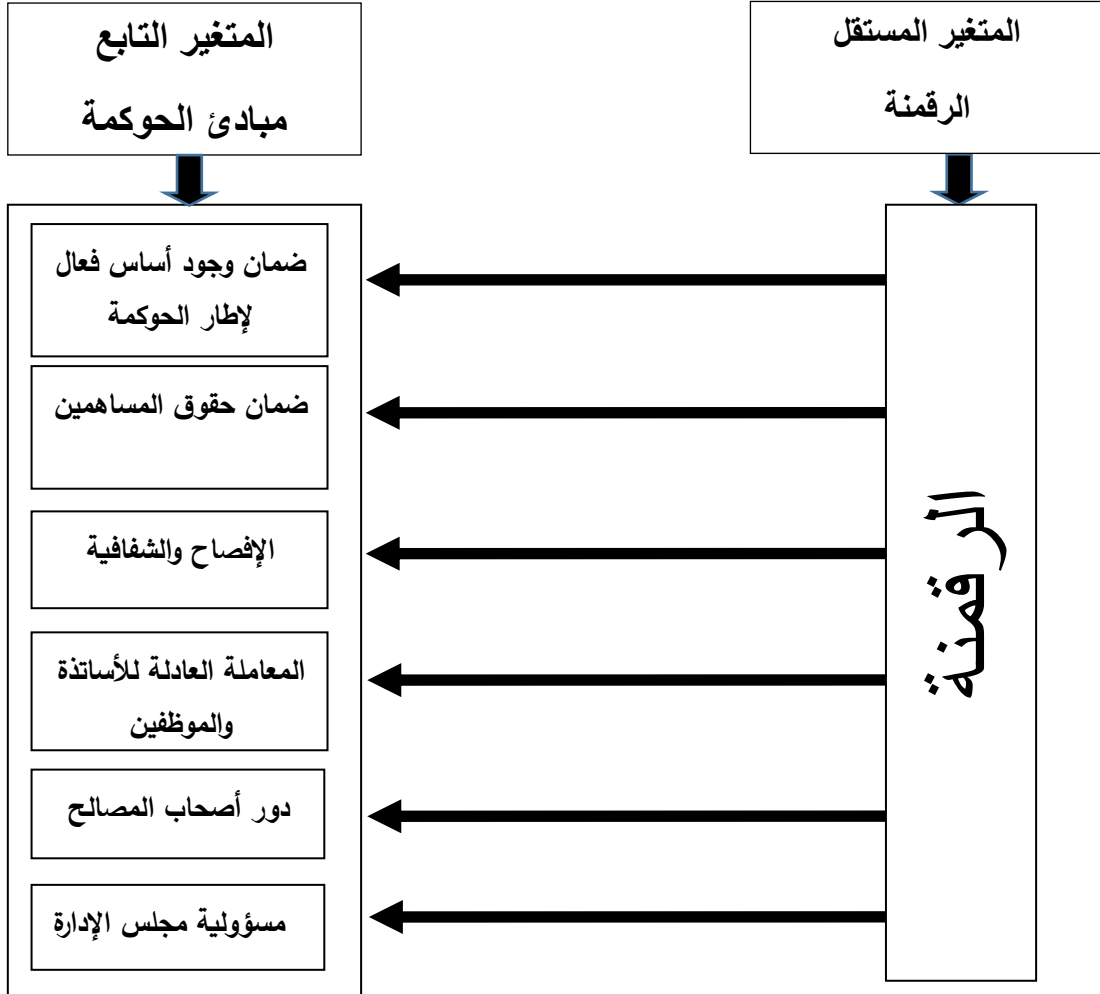 المتغير المستقل
الرقمنة
المتغير التابع
مبادئ الحوكمة
الرقمنة
ضمان وجود أساس فعال
لإطار الحوكمة
ضمان حقوق المساهمين
الإفصاح والشفافية
المعاملة العادلة للأساتذة
والموظفين
دور أصحاب المصالح
مسؤولية مجلس الإدارة